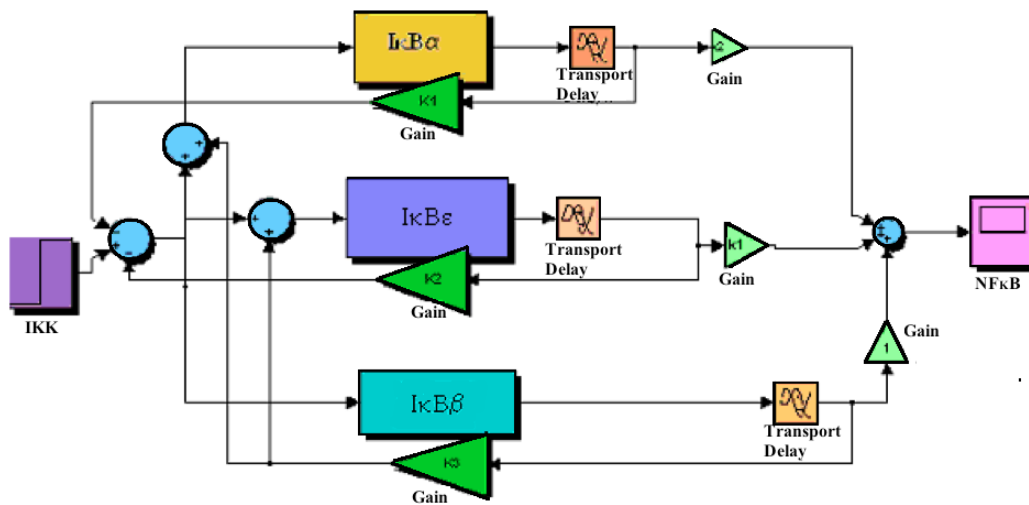 IκBα
Transport
Delay
k2
Gain
K1
Gain
IκBε
Transport
Delay
k1
Gain
K2
Gain
IKK
NFκB
Gain
1
IκBβ
Transport
Delay
K3
Gain